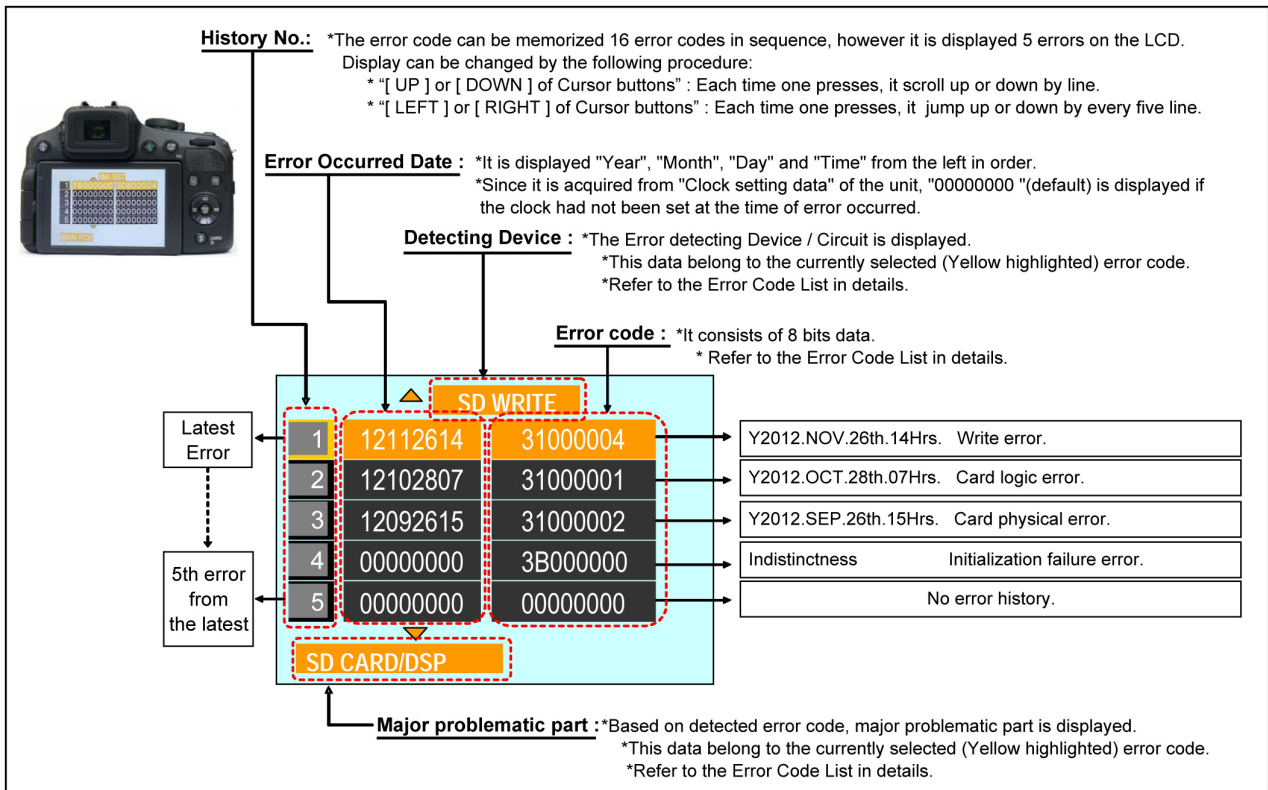 History No.: *The error code can be memorized 16 error codes in sequence, however it is displayed 5 errors on the LCD.
Display can be changed by the following procedure:
* "[ UP ] or [ DOWN ] of Cursor buttons" : Each time one presses, it scroll up or down by line.
* "[ LEFT ] or [ RIGHT ] of Cursor buttons" : Each time one presses, it jump up or down by every five line.
Error Occurred Date : *It is displayed "Year", "Month", "Day" and "Time" from the left in order.
*Since it is acquired from "Clock setting data" of the unit, "00000000 "(default) is displayed if
the clock had not been set at the time of error occurred.
Detecting Device : *The Error detecting Device / Circuit is displayed.
*This data belong to the currently selected (Yellow highlighted) error code.
*Refer to the Error Code List in details.
Error code : *It consists of 8 bits data.
* Refer to the Error Code List in details.
SD WRITE
Latest
Error
1 12112614 31000004 Y2012.NOV.26th.14Hrs. Write error.
2 12102807 31000001 Y2012.OCT.28th.07Hrs. Card logic error.
3 12092615 31000002 Y2012.SEP.26th.15Hrs. Card physical error.
4 00000000 3B000000 Indistinctness Initialization failure error.
5 00000000 00000000 No error history.
5th error
from
the latest
SD CARD/DSP
Major problematic part : *Based on detected error code, major problematic part is displayed.
*This data belong to the currently selected (Yellow highlighted) error code.
*Refer to the Error Code List in details.